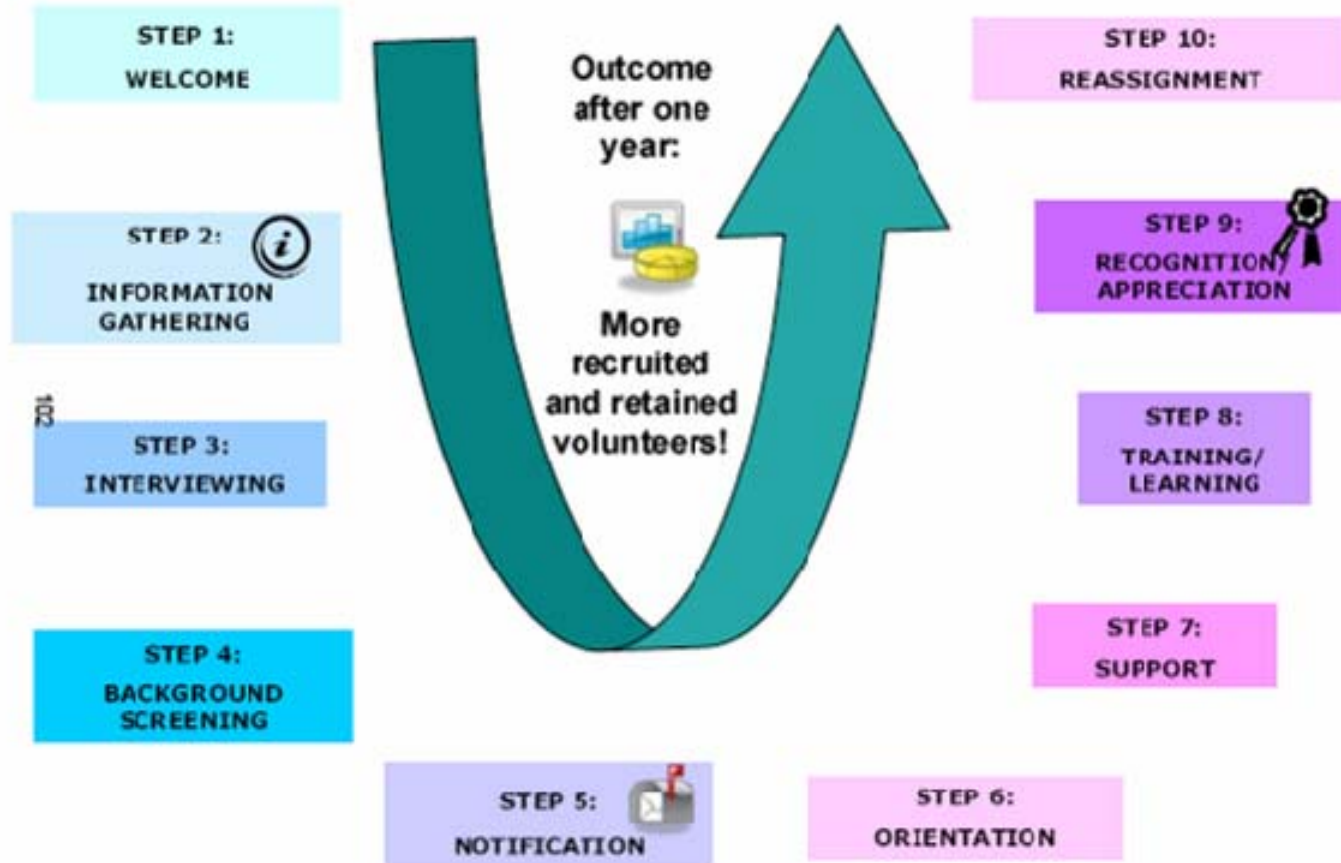 STEP 1:
WELCOME
STEP 2:
i
INFORMATION
GATHERING
102
STEP 3:
INTERVIEWING
STEP 4:
BACKGROUND
SCREENING
STEP 5:
NOTIFICATION
STEP 6:
ORIENTATION
STEP 7:
SUPPORT
STEP 8:
TRAINING/
LEARNING
STEP 9:
RECOGNITION/
APPRECIATION
STEP 10:
REASSIGNMENT
Outcome
after one
year:
More
recruited
and retained
volunteers!